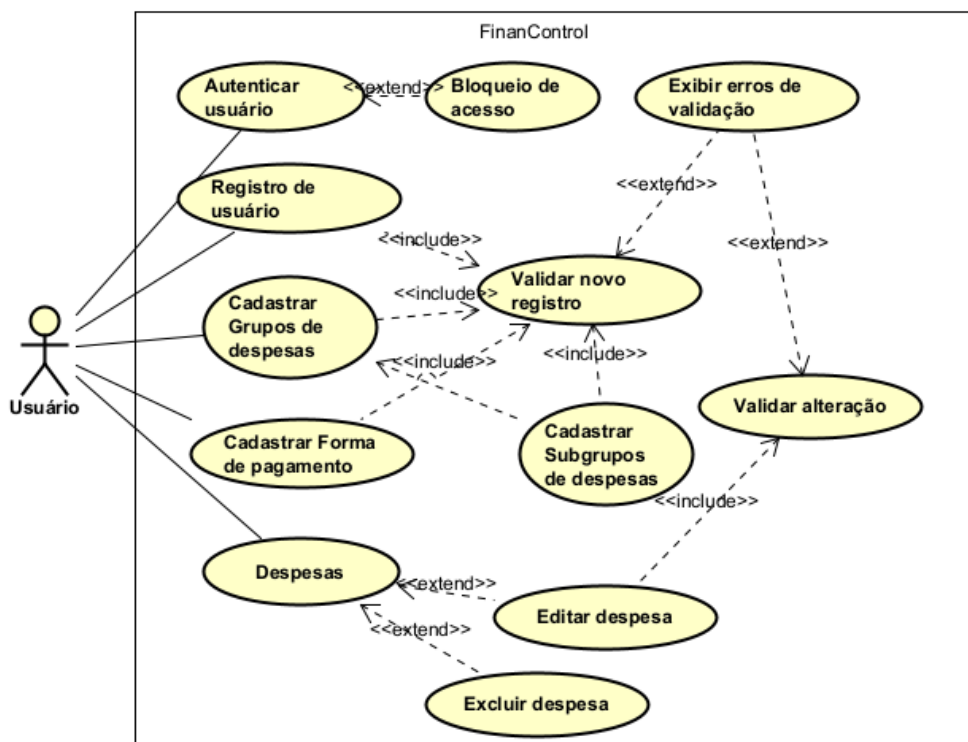 FinanControl
Autenticar
usuário
<<extend>>
Bloqueio de
acesso
Exibir erros de
validação
Registro de
usuário
<<extend>>
<<include>>
<<extend>>
Validar novo
registro
<<include>>
Cadastrar
Grupos de
despesas
<<include>>
<<include>>
Usuário
Validar alteração
Cadastrar Forma
de pagamento
Cadastrar
Subgrupos
de despesas
<<include>>
Despesas
<<extend>>
Editar despesa
<<extend>>
Excluir despesa